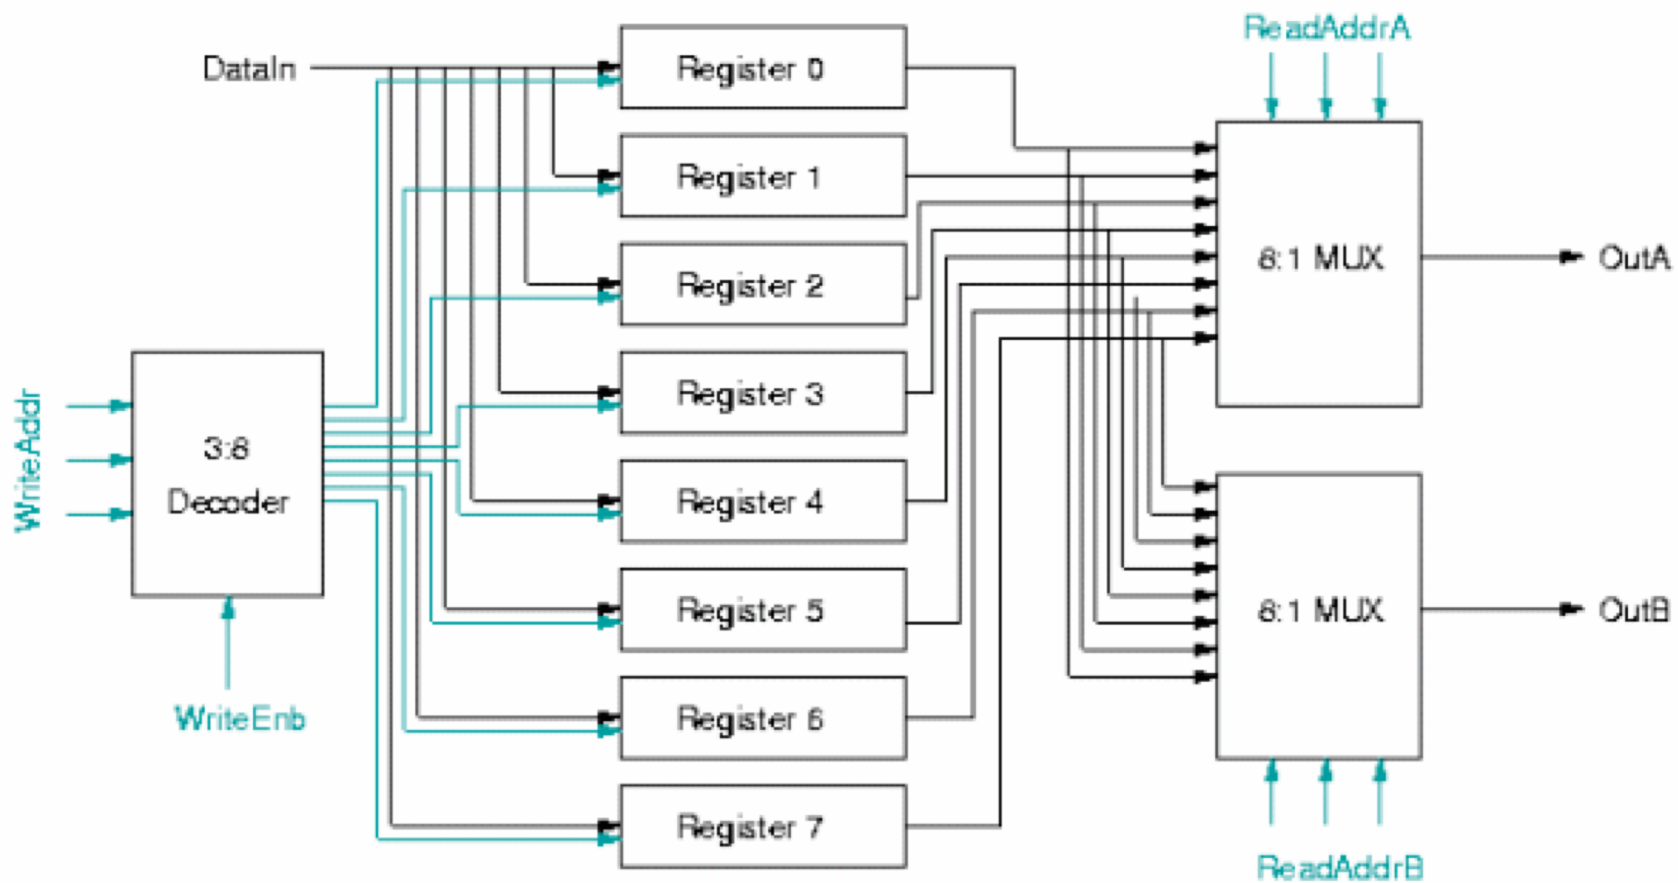 ReadAddrA
DataIn
Register 0
Register 1
Register 2
8:1 MUX
OutA
Register 3
WriteAddr
3:8
Decoder
Register 4
Register 5
8:1 MUX
OutB
WriteEnb
Register 6
Register 7
ReadAddrB